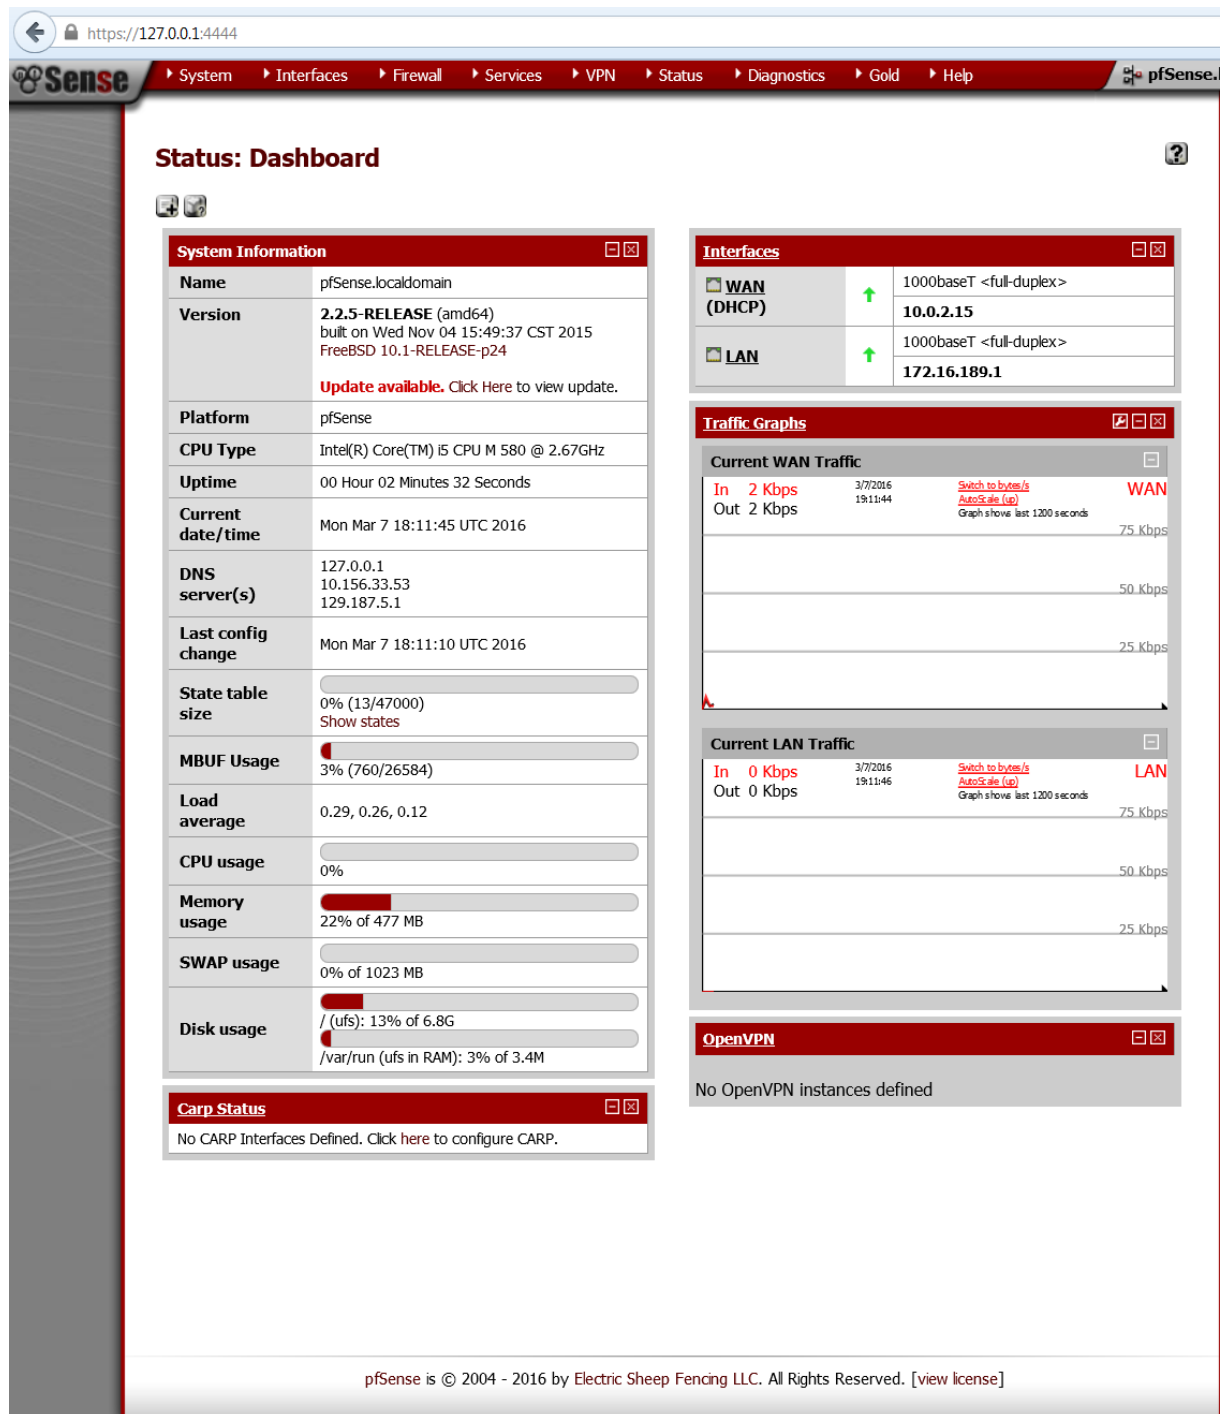 https://127.0.0.1:4444
Sense
System Interfaces Firewall Services VPN Status Diagnostics Gold Help
pfSense.l
Status: Dashboard
System Information
Name pfSense.localdomain
Version 2.2.5-RELEASE (amd64)
built on Wed Nov 04 15:49:37 CST 2015
FreeBSD 10.1-RELEASE-p24
Update available. Click Here to view update.
Platform pfSense
CPU Type Intel(R) Core(TM) i5 CPU M 580 @ 2.67GHz
Uptime 00 Hour 02 Minutes 32 Seconds
Current
date/time
Mon Mar 7 18:11:45 UTC 2016
DNS
server(s)
127.0.0.1
10.156.33.53
129.187.5.1
Last config
change
Mon Mar 7 18:11:10 UTC 2016
State table
size
0% (13/47000)
Show states
MBUF Usage
3% (760/26584)
Load
average
0.29, 0.26, 0.12
CPU usage
0%
Memory
usage
22% of 477 MB
SWAP usage
0% of 1023 MB
Disk usage
/ (ufs): 13% of 6.8G
/var/run (ufs in RAM): 3% of 3.4M
Carp Status
No CARP Interfaces Defined. Click here to configure CARP.
Interfaces
WAN
(DHCP)
1000baseT <full-duplex>
10.0.2.15
LAN
1000baseT <full-duplex>
172.16.189.1
Traffic Graphs
Current WAN Traffic
In 2 Kbps
Out 2 Kbps
3/7/2016
19:11:44
Switch to bytes/s
AutoScale (up)
Graph shows last 1200 seconds
WAN
75 Kbps
50 Kbps
25 Kbps
Current LAN Traffic
In 0 Kbps
Out 0 Kbps
3/7/2016
19:11:46
Switch to bytes/s
AutoScale (up)
Graph shows last 1200 seconds
LAN
75 Kbps
50 Kbps
25 Kbps
OpenVPN
No OpenVPN instances defined
pfSense is © 2004 - 2016 by Electric Sheep Fencing LLC. All Rights Reserved. [view license]